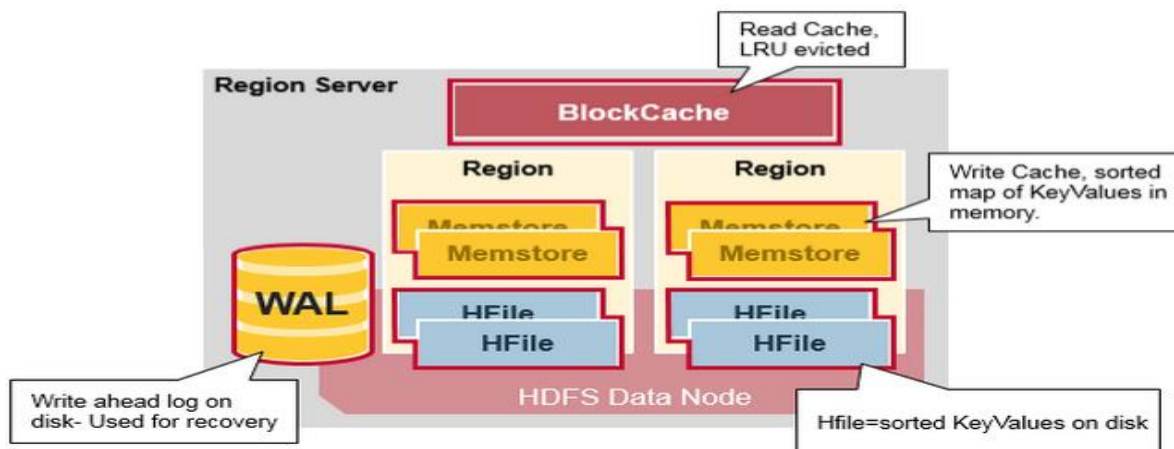 Read Cache,
LRU evicted
Region Server
BlockCache
Region
Region
Write Cache, sorted
map of KeyValues in
memory.
Memstore
Memstore
Memstore
Memstore
WAL
HFile
HFile
HFile
HFile
HDFS Data Node
Write ahead log on
disk- Used for recovery
Hfile=sorted KeyValues on disk